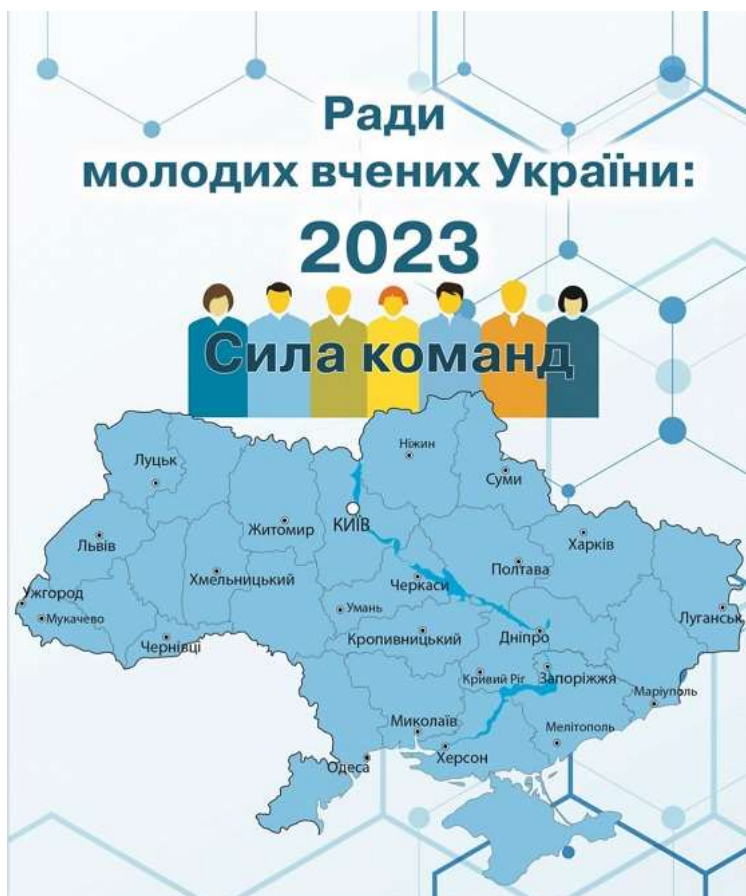 Ради
молодих вчених України:
2023
Сила команд
Ніжин
Луцьк
Суми
КИЇВ
Житомир
Львів
Харків
Полтава
Хмельницький
Черкаси
Ужгород
Умань
Луганськ
Мукачево
Кропивницький
Дніпро
Чернівці
Кривий Ріг
Запоріжжя
Маріуполь
Миколаїв
Мелітополь
Херсон
Одеса